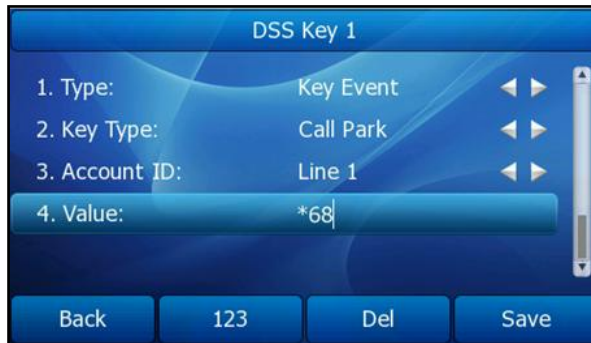 DSS Key 1
1. Type: Key Event
2. Key Type: Call Park
3. Account ID: Line 1
4. Value: *68
Back 123 Del Save